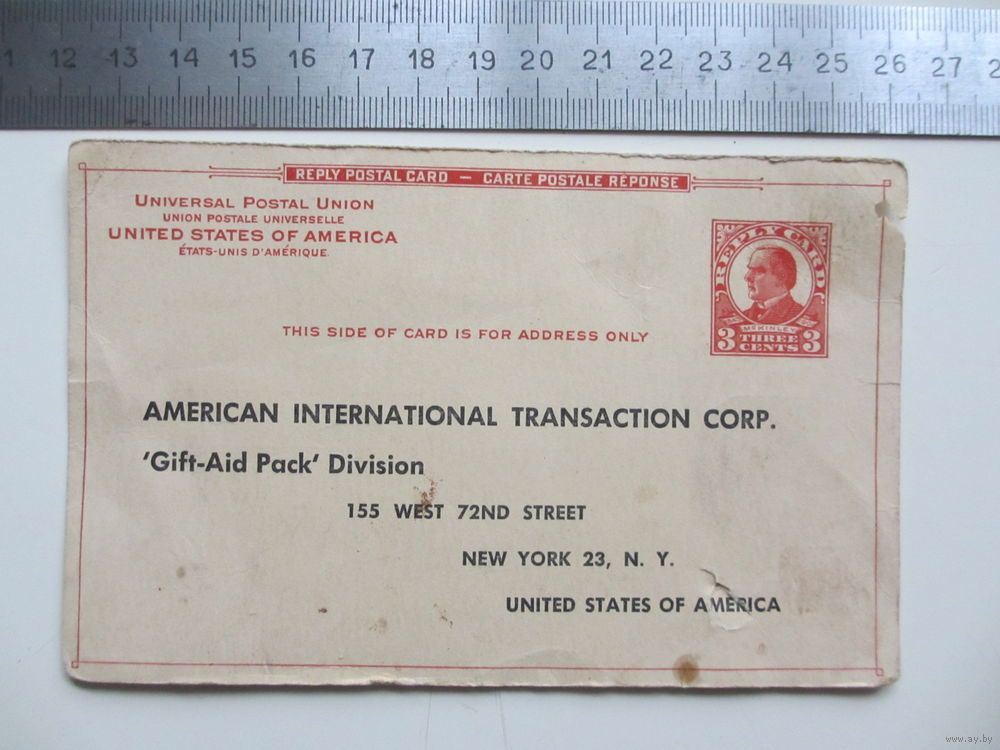 12 13 14 15 16 17 18 19 20 21 22 23 24 25 26 27
REPLY POSTAL CARD — CARTE POSTALE RÉPONSE
UNIVERSAL POSTAL UNION
UNION POSTALE UNIVERSELLE
UNITED STATES OF AMERICA
ÉTATS-UNIS D'AMÉRIQUE.
REPLY CARD
McKINLEY
3 THREE CENTS 3
THIS SIDE OF CARD IS FOR ADDRESS ONLY
AMERICAN INTERNATIONAL TRANSACTION CORP.
'Gift-Aid Pack' Division
155 WEST 72ND STREET
NEW YORK 23, N. Y.
UNITED STATES OF AMERICA
www.ay.by